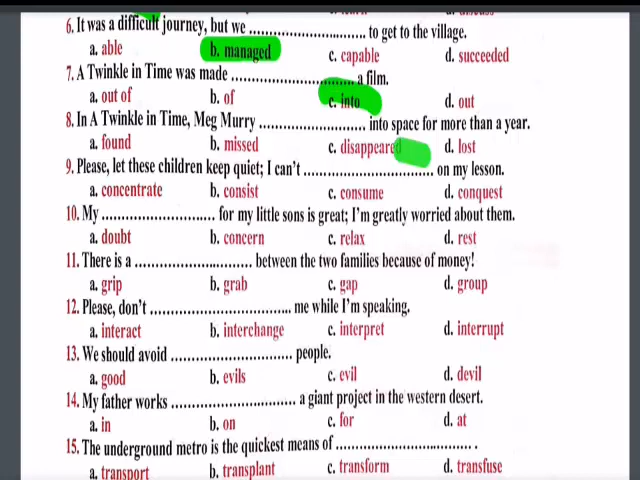 6. It was a difficult journey, but we .............................. to get to the village.
a. able b. managed c. capable d. succeeded
7. A Twinkle in Time was made .............................. a film.
a. out of b. of c. into d. out
8. In A Twinkle in Time, Meg Murry .......................... into space for more than a year.
a. found b. missed c. disappeared d. lost
9. Please, let these children keep quiet; I can't ................................ on my lesson.
a. concentrate b. consist c. consume d. conquest
10. My ............................ for my little sons is great; I'm greatly worried about them.
a. doubt b. concern c. relax d. rest
11. There is a .............................. between the two families because of money!
a. grip b. grab c. gap d. group
12. Please, don't .................................. me while I'm speaking.
a. interact b. interchange c. interpret d. interrupt
13. We should avoid .............................. people.
a. good b. evils c. evil d. devil
14. My father works .............................. a giant project in the western desert.
a. in b. on c. for d. at
15. The underground metro is the quickest means of .................................. .
a. transport b. transplant c. transform d. transfuse